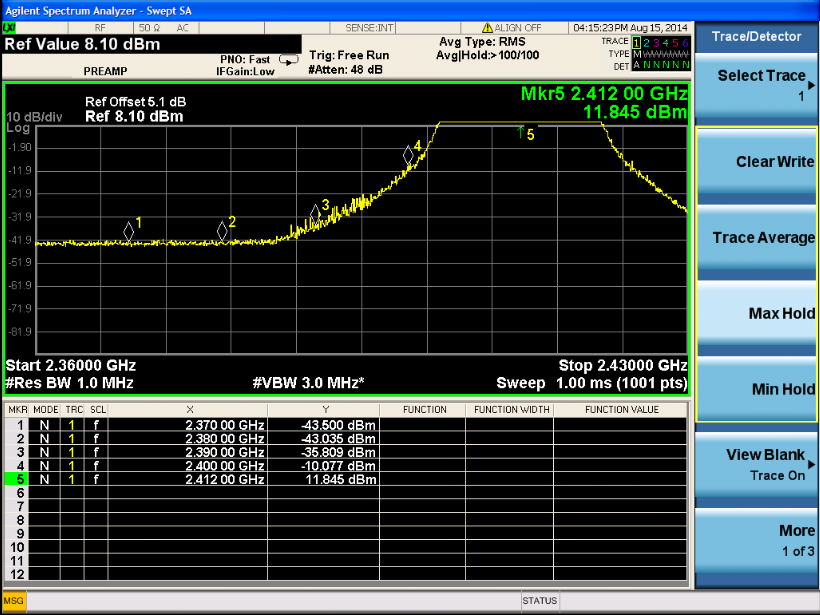 Agilent Spectrum Analyzer - Swept SA
RF 50 Ω AC SENSE:INT ALIGN OFF 04:15:23 PM Aug 15, 2014
Ref Value 8.10 dBm
PREAMP
PNO: Fast
IFGain:Low
Trig: Free Run
#Atten: 48 dB
Avg Type: RMS
Avg|Hold:>100/100
TRACE 1 2 3 4 5 6
TYPE M W W W W W
DET A N N N N N
Mkr5 2.412 00 GHz
11.845 dBm
Ref Offset 5.1 dB
10 dB/div Ref 8.10 dBm
Log
-1.90
-11.9
-21.9
-31.9
-41.9
-51.9
-61.9
-71.9
-81.9
1
2
3
4
5
Start 2.36000 GHz Stop 2.43000 GHz
#Res BW 1.0 MHz #VBW 3.0 MHz* Sweep 1.00 ms (1001 pts)
MKR MODE TRC SCL X Y FUNCTION FUNCTION WIDTH FUNCTION VALUE
1 N 1 f 2.370 00 GHz -43.500 dBm
2 N 1 f 2.380 00 GHz -43.035 dBm
3 N 1 f 2.390 00 GHz -35.809 dBm
4 N 1 f 2.400 00 GHz -10.077 dBm
5 N 1 f 2.412 00 GHz 11.845 dBm
6
7
8
9
10
11
12
MSG STATUS
Trace/Detector
Select Trace
1
Clear Write
Trace Average
Max Hold
Min Hold
View Blank
Trace On
More
1 of 3